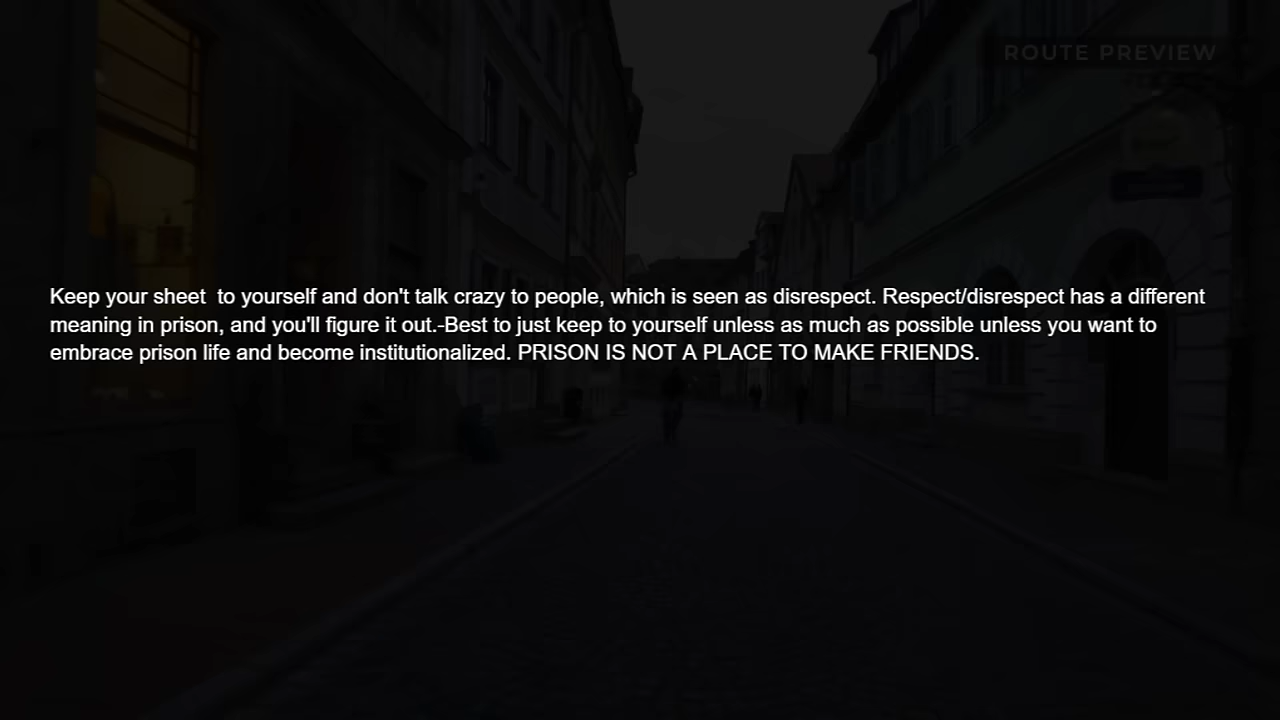 ROUTE PREVIEW
Keep your sheet  to yourself and don't talk crazy to people, which is seen as disrespect. Respect/disrespect has a different
meaning in prison, and you'll figure it out.-Best to just keep to yourself unless as much as possible unless you want to
embrace prison life and become institutionalized. PRISON IS NOT A PLACE TO MAKE FRIENDS.